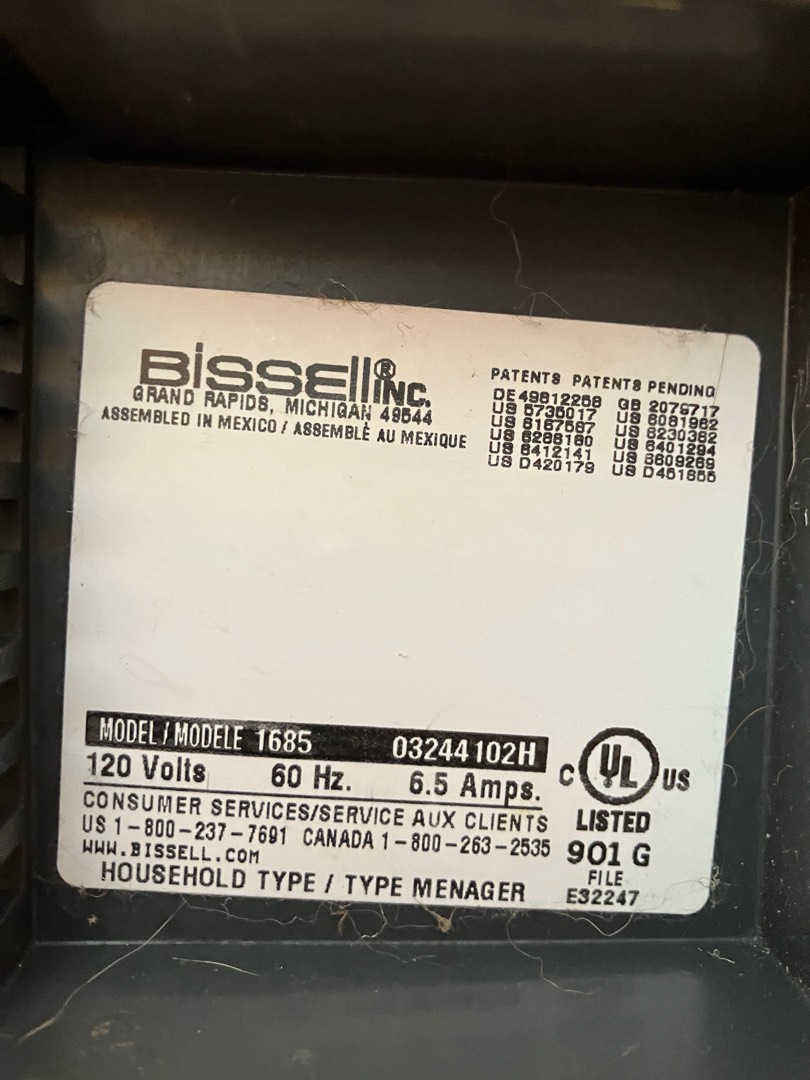 BISSELL® INC.
GRAND RAPIDS, MICHIGAN 49544
ASSEMBLED IN MEXICO / ASSEMBLÈ AU MEXIQUE
PATENTS PATENTS PENDING
DE 49612258 GB 2079717
US 5735017 US 6081962
US 6167587 US 6230362
US 6286180 US 6401294
US 6412141 US 6609269
US D420179 US D451655
MODEL / MODELE 1685 03244102H
120 Volts 60 Hz. 6.5 Amps.
CONSUMER SERVICES/SERVICE AUX CLIENTS
US 1-800-237-7691 CANADA 1-800-263-2535
WWW.BISSELL.COM
HOUSEHOLD TYPE / TYPE MENAGER
C UL US
LISTED
901 G
FILE
E32247